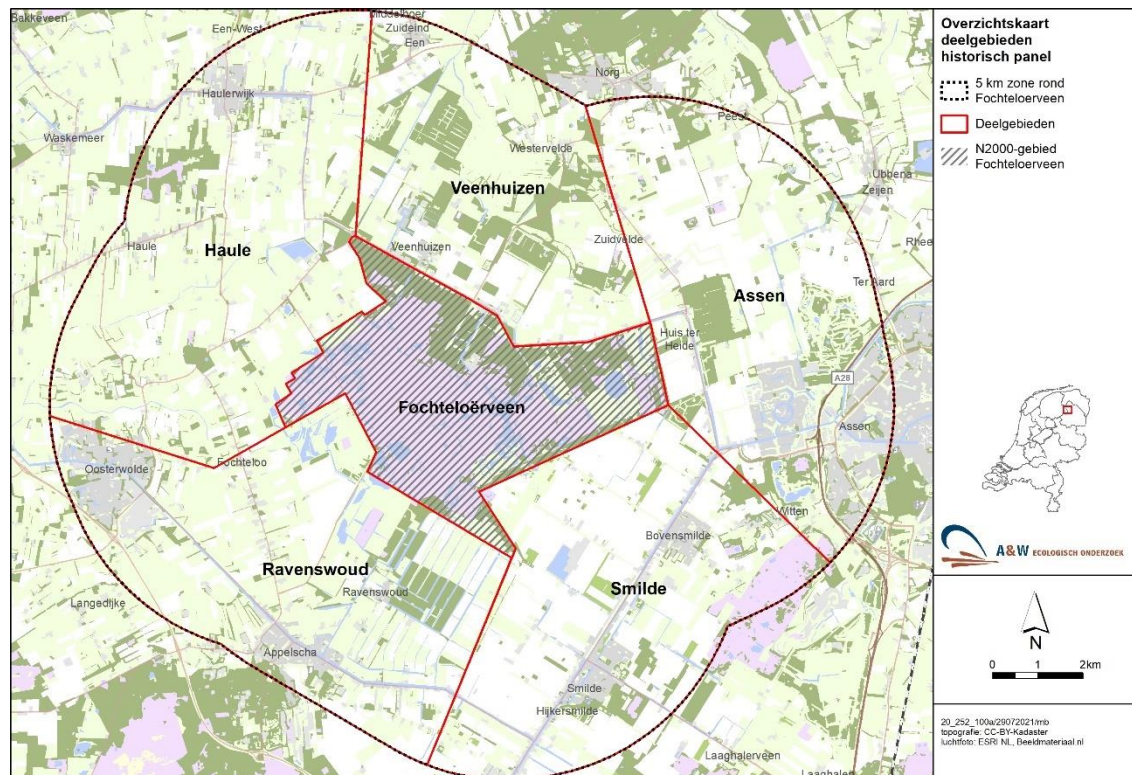 Overzichtskaart
deelgebieden
historisch panel
5 km zone rond
Fochteloerveen
Deelgebieden
N2000-gebied
Fochteloerveen
A&W ECOLOGISCH ONDERZOEK
N
0 1 2km
20_252_100a/29072021/mb
topografie: CC-BY-Kadaster
luchtfoto: ESRI NL, Beeldmateriaal.nl
Bakkeveen
Een-West
Zuideind
Een
Haulerwijk
Norg
Waskemeer
Peest
Westervelde
Ubbena
Zeijen
Veenhuizen
Haule
Haule
Veenhuizen
Zuidvelde
Rhee
Ter Aard
Assen
Huis ter
Heide
A28
Fochteloërveen
Assen
Oosterwolde
Fochteloo
Witten
Bovensmilde
Ravenswoud
Smilde
Ravenswoud
Langedijke
Appelscha
Smilde
Hijkersmilde
Laaghalerveen
Laaghalen